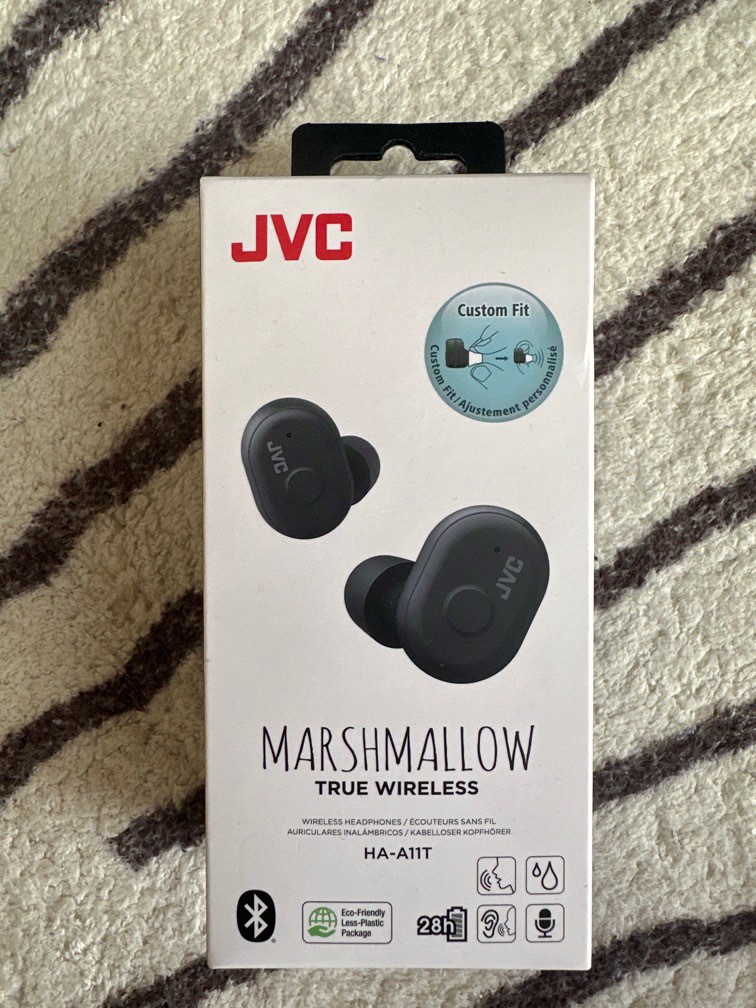 JVC
Custom Fit
Custom Fit / Ajustement personnalisé
JVC
JVC
MARSHMALLOW
TRUE WIRELESS
WIRELESS HEADPHONES / ÉCOUTEURS SANS FIL
AURICULARES INALÁMBRICOS / KABELLOSER KOPFHÖRER
HA-A11T
Eco-Friendly
Less-Plastic
Package
28h